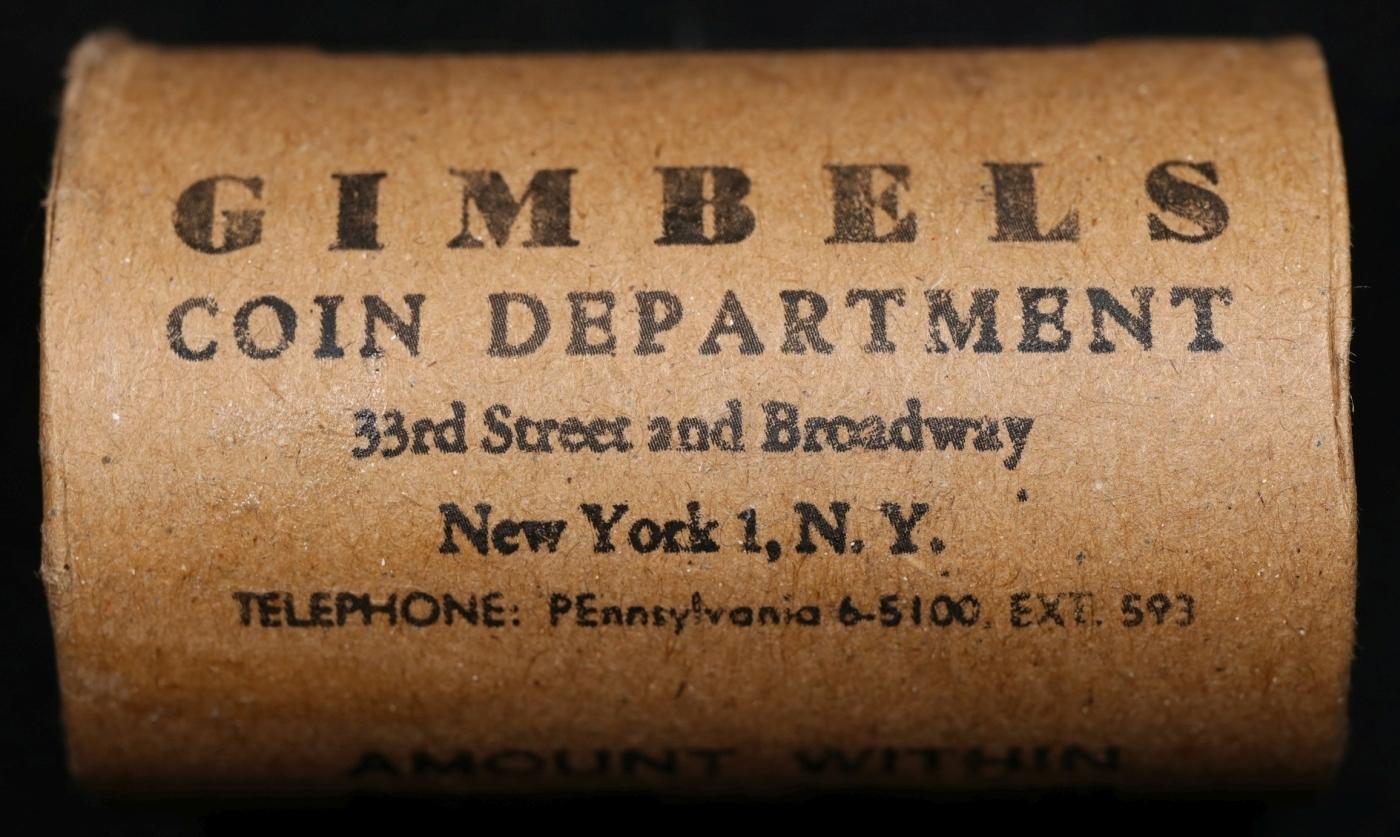 GIMBELS
COIN DEPARTMENT
33rd Street and Broadway
New York 1, N. Y.
TELEPHONE: PEnnsylvania 6-5100, EXT. 593
AMOUNT WITHIN